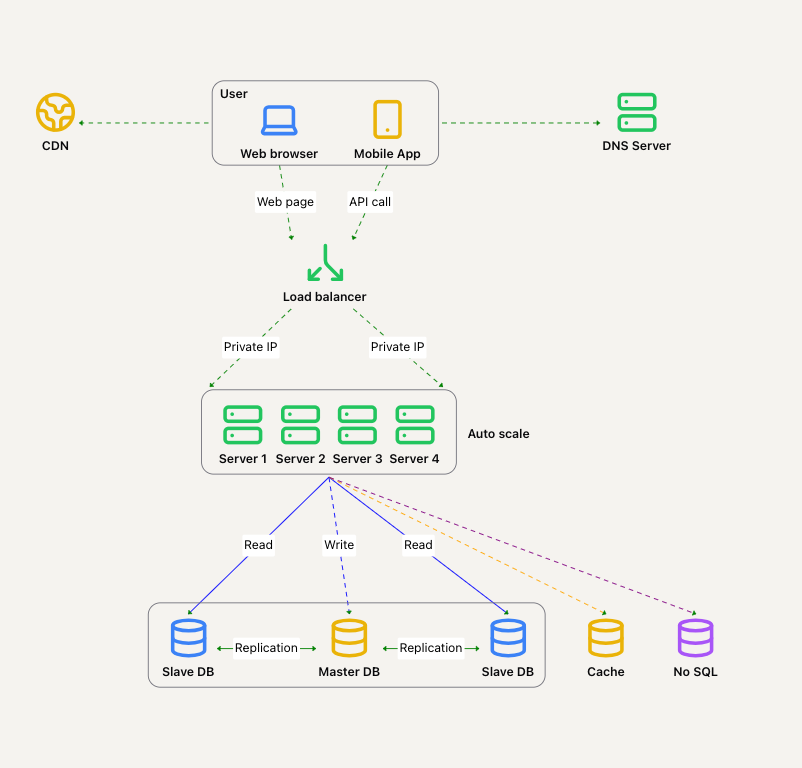 User
Web browser
Mobile App
CDN
DNS Server
Web page
API call
Load balancer
Private IP
Private IP
Server 1
Server 2
Server 3
Server 4
Auto scale
Read
Write
Read
Replication
Replication
Slave DB
Master DB
Slave DB
Cache
No SQL